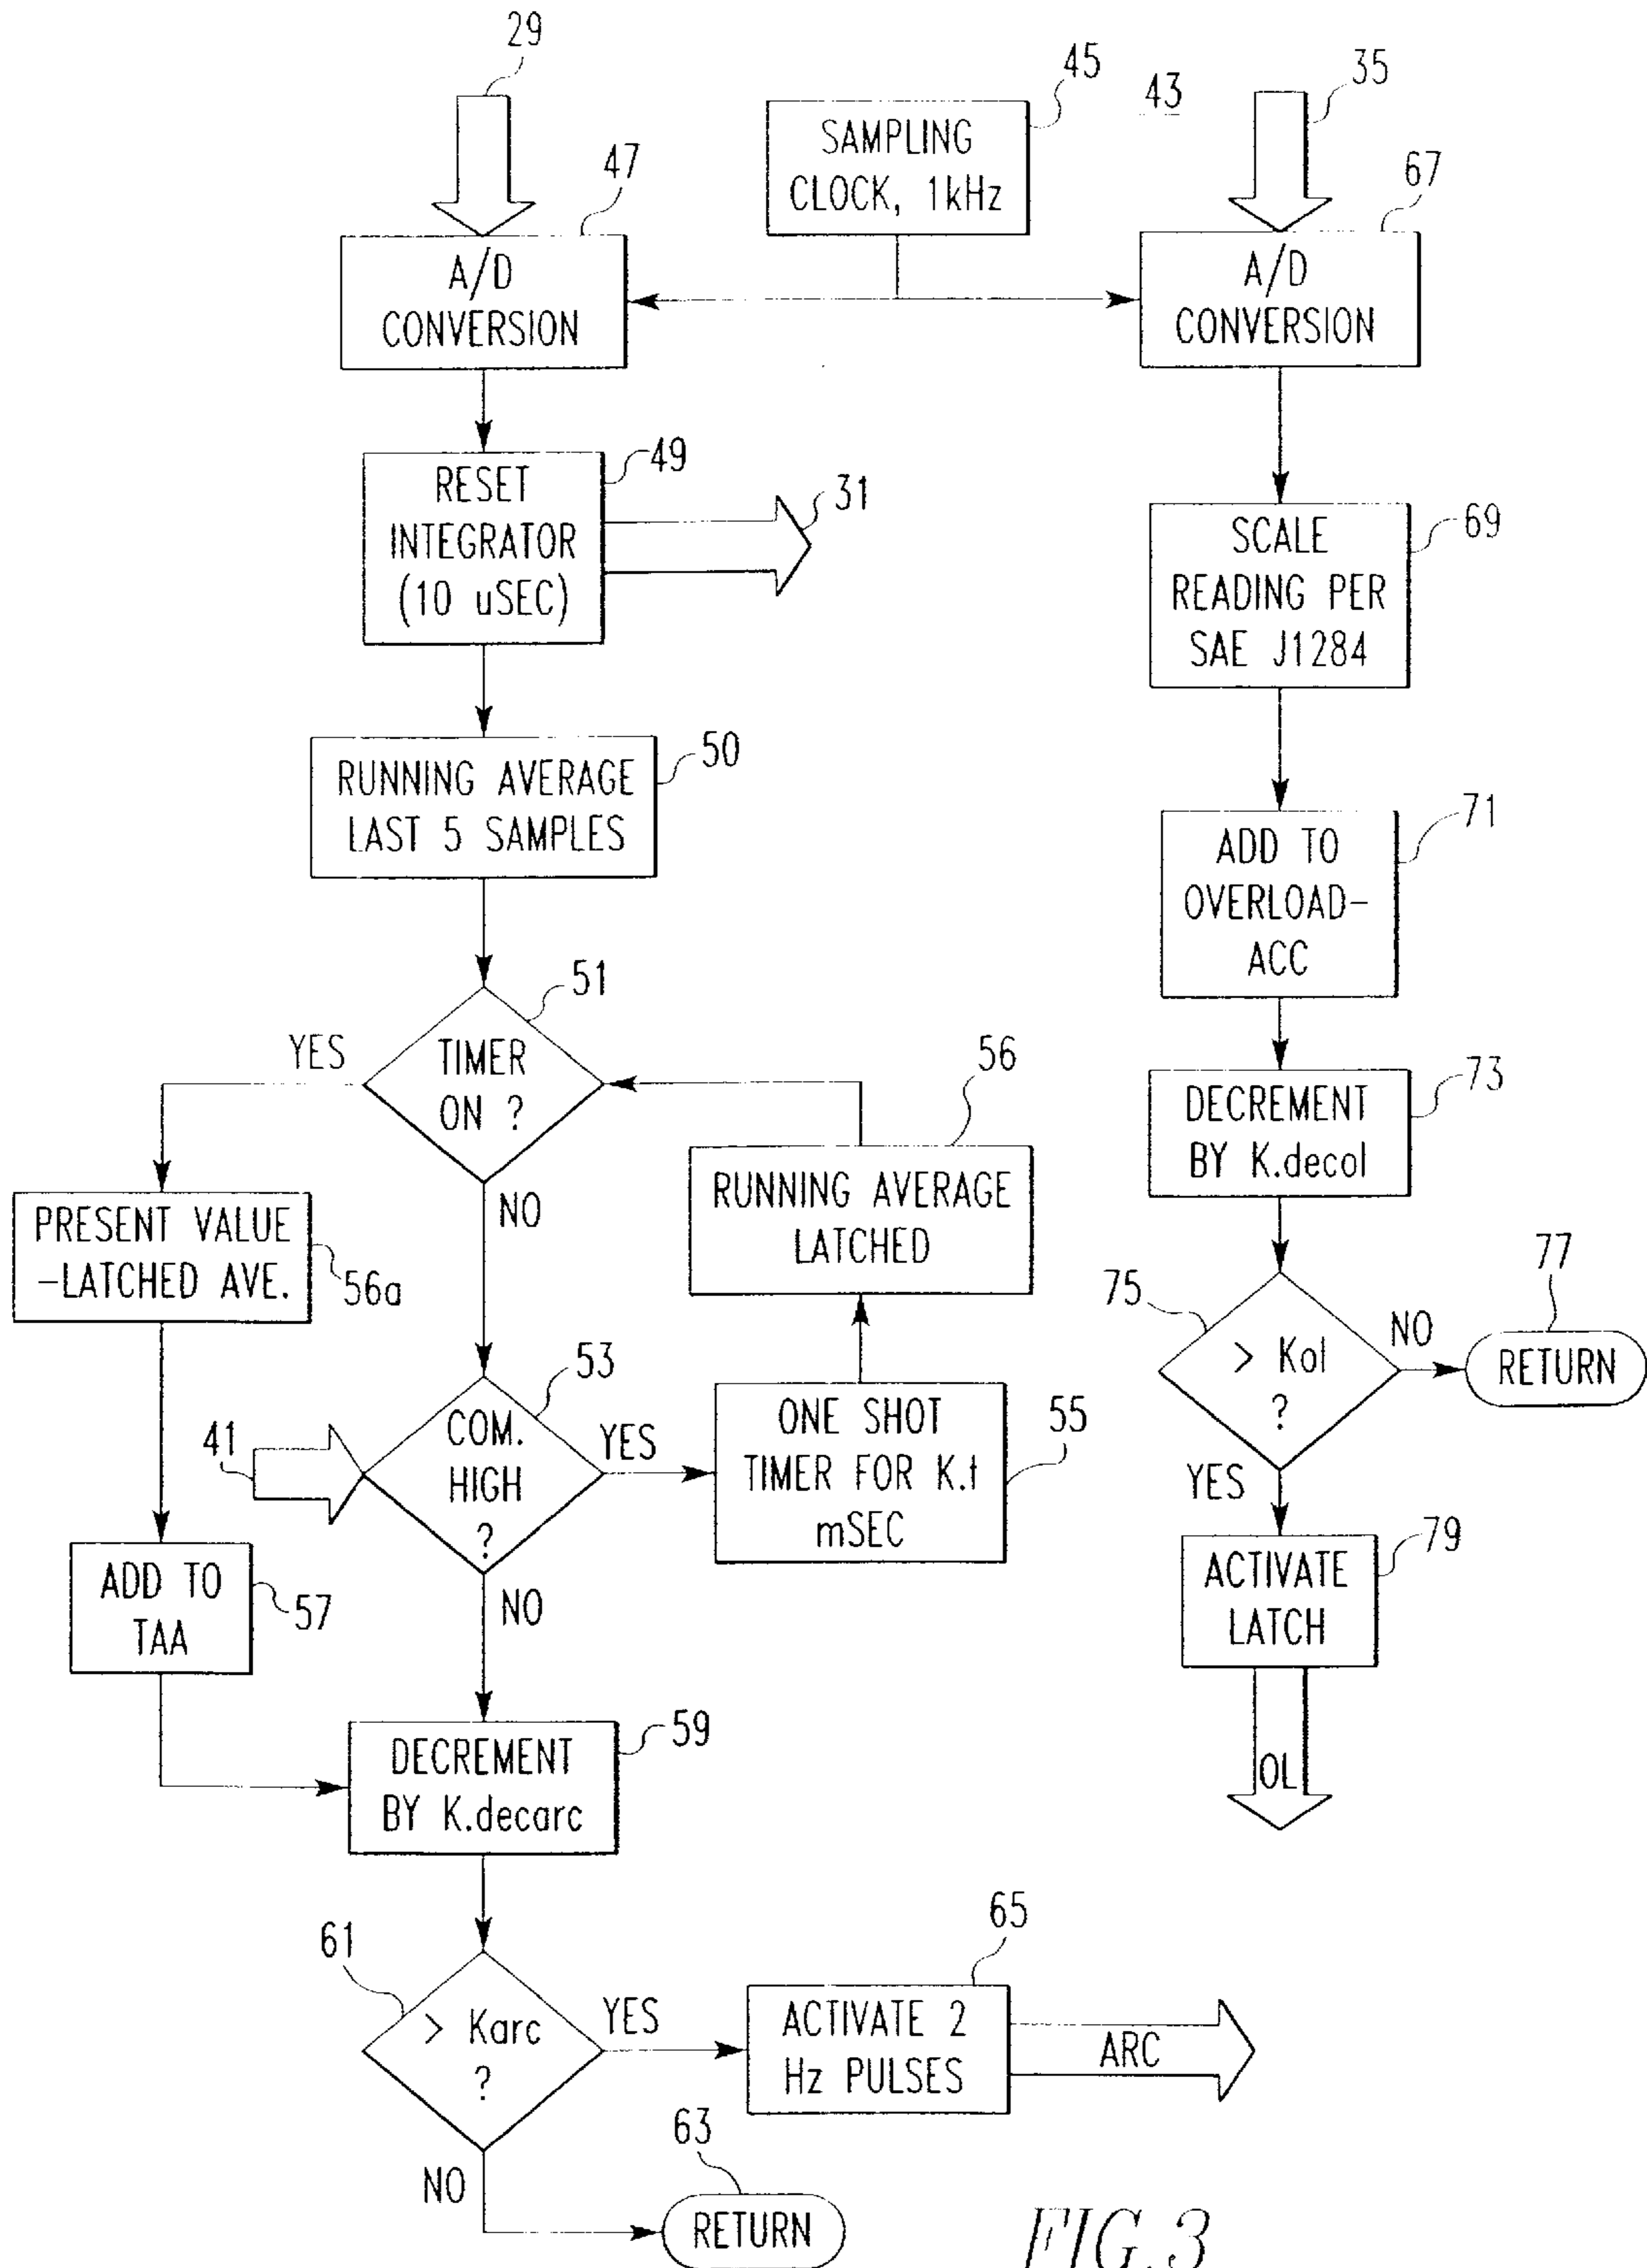 29
45
43
35
SAMPLING
CLOCK, 1kHz
47
67
A/D
CONVERSION
A/D
CONVERSION
RESET
INTEGRATOR
(10 uSEC)
49
31
SCALE
READING PER
SAE J1284
69
RUNNING AVERAGE
LAST 5 SAMPLES
50
ADD TO
OVERLOAD-
ACC
71
51
YES
TIMER
ON ?
NO
56
RUNNING AVERAGE
LATCHED
DECREMENT
BY K.decol
73
PRESENT VALUE
-LATCHED AVE.
56a
75
> Kol
?
NO
77
RETURN
YES
53
41
COM.
HIGH
?
YES
NO
ONE SHOT
TIMER FOR K.t
mSEC
55
ADD TO
TAA
57
ACTIVATE
LATCH
79
OL
DECREMENT
BY K.decarc
59
61
> Karc
?
YES
65
ACTIVATE 2
Hz PULSES
ARC
NO
63
RETURN
FIG.3